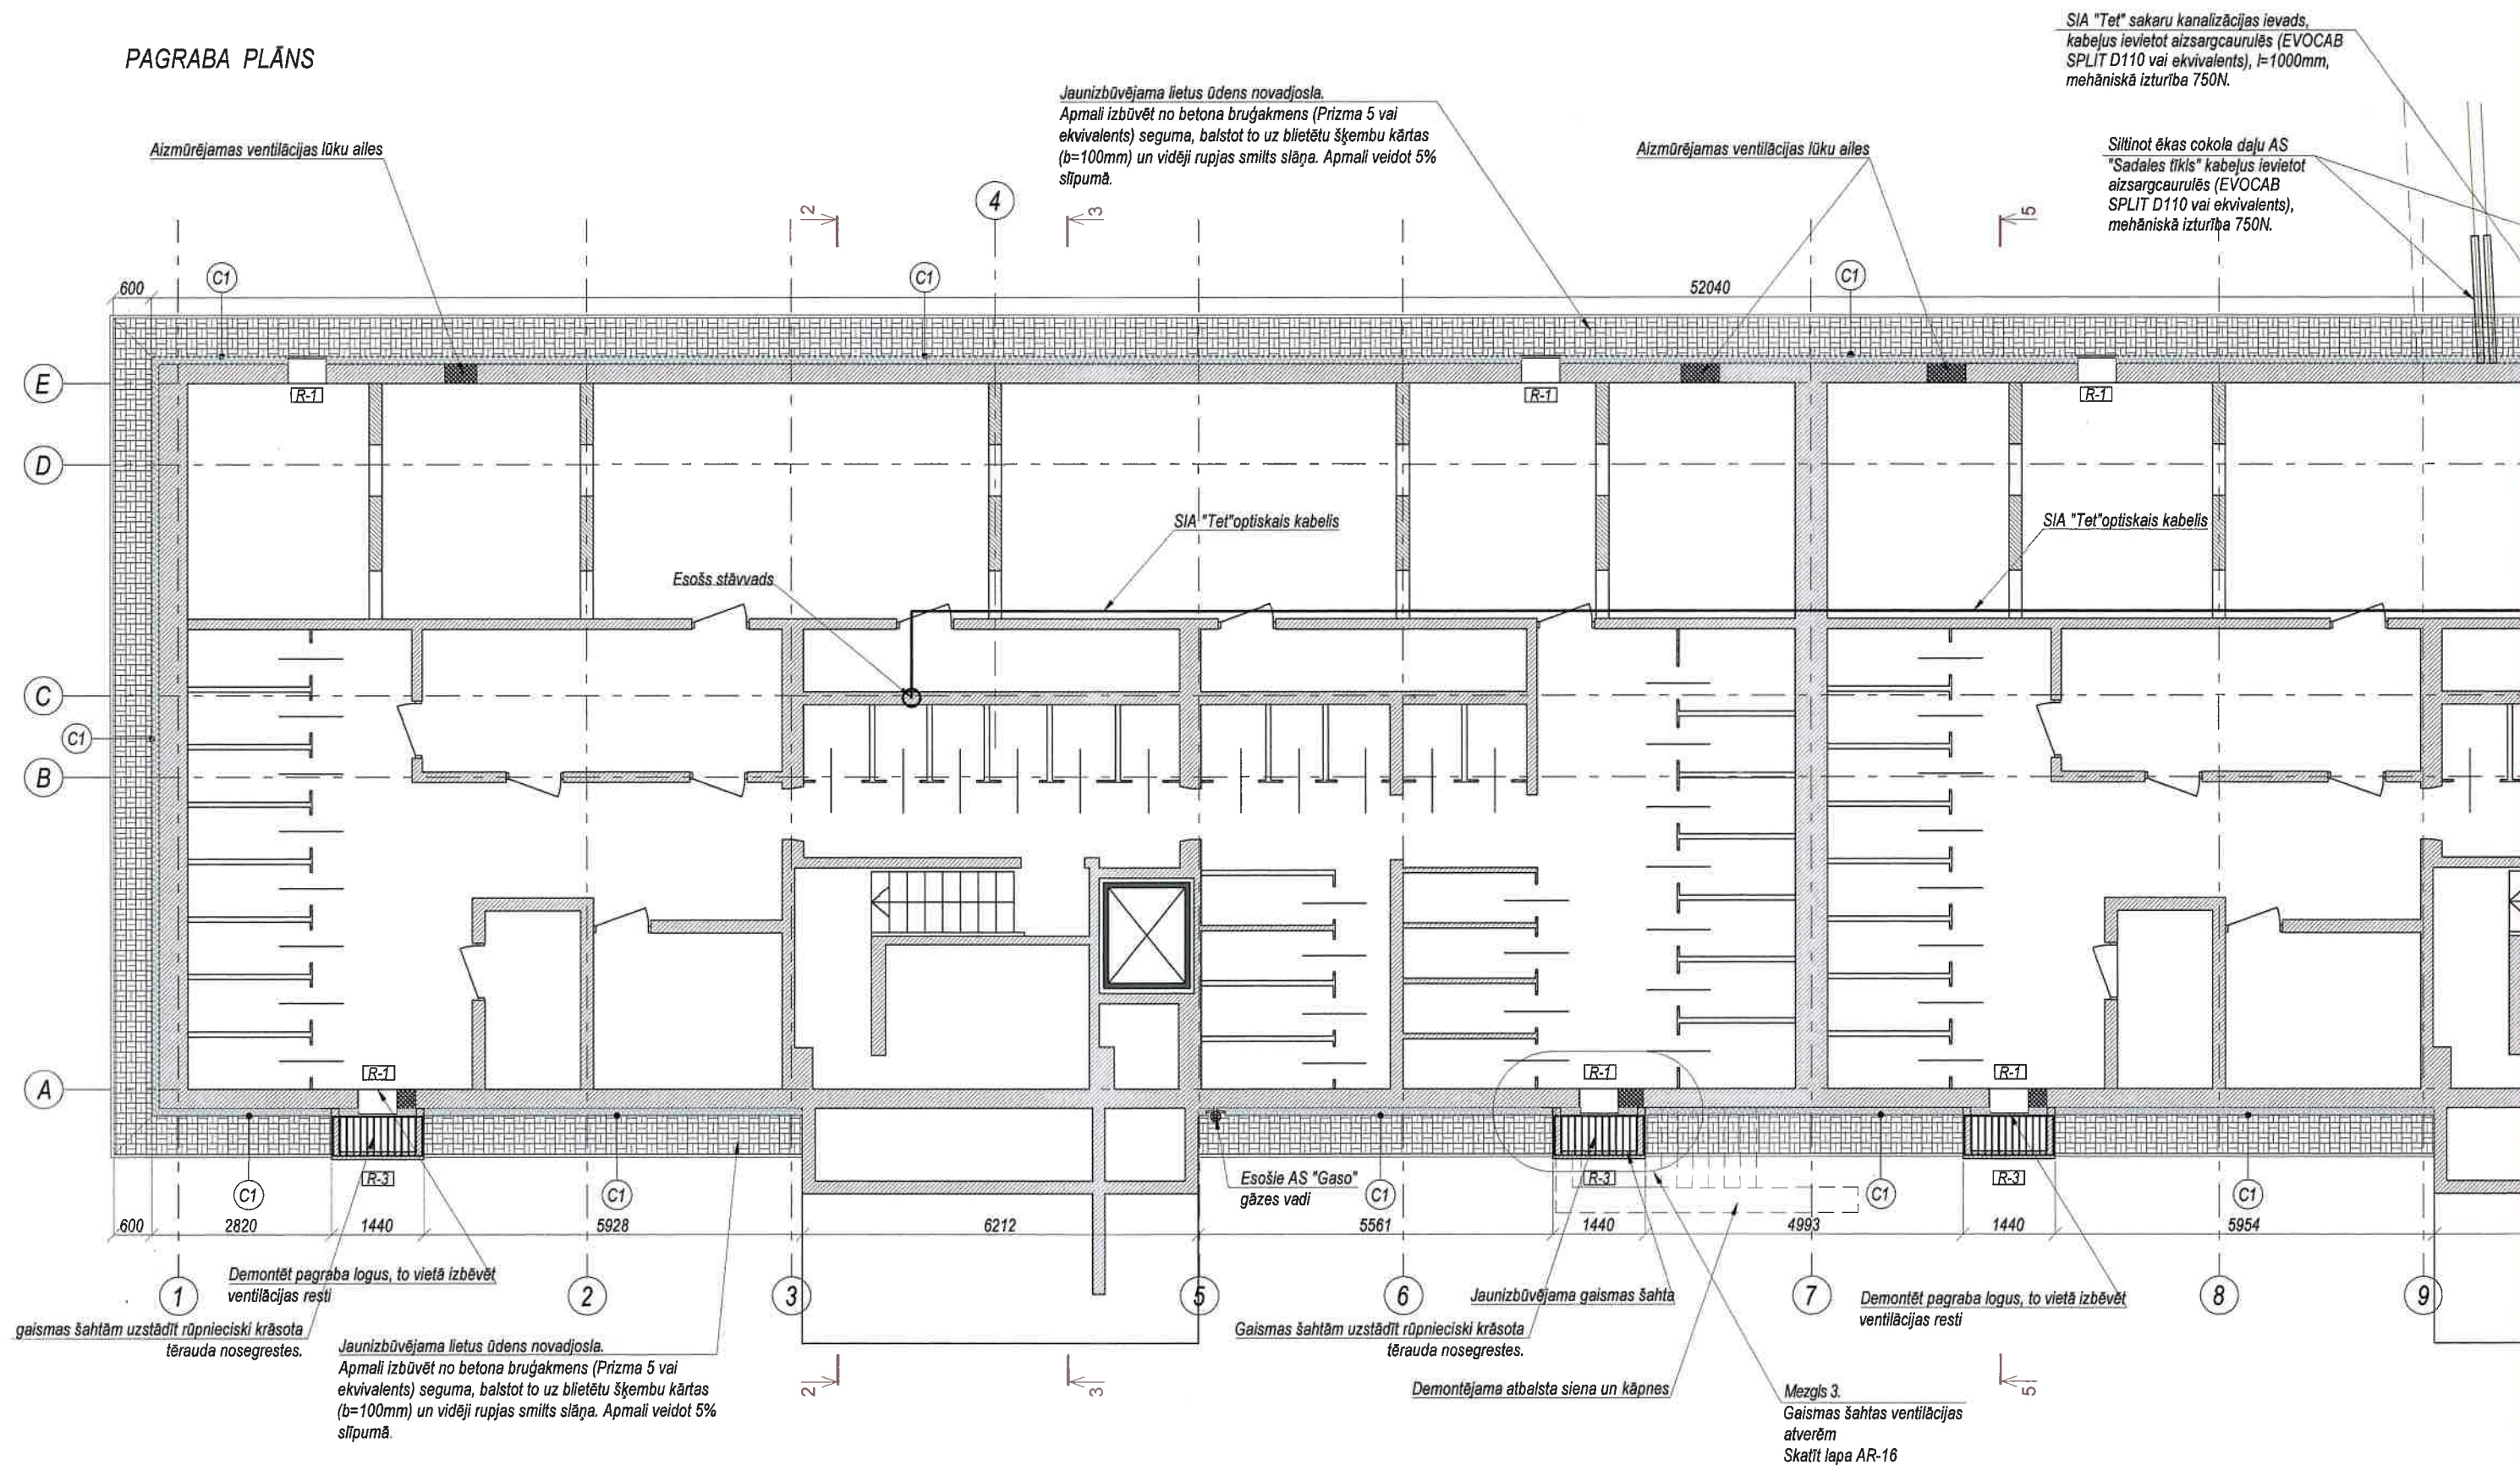 PAGRABA PLĀNS
SIA "Tet" sakaru kanalizācijas ievads,
kabeļus ievietot aizsargcaurulēs (EVOCAB
SPLIT D110 vai ekvivalents), l=1000mm,
mehāniskā izturība 750N.
Jaunizbūvējama lietus ūdens novadjosla.
Apmali izbūvēt no betona bruģakmens (Prizma 5 vai
ekvivalents) seguma, balstot to uz blietētu šķembu kārtas
(b=100mm) un vidēji rupjas smilts slāņa. Apmali veidot 5%
slīpumā.
Aizmūrējamas ventilācijas lūku ailes
Aizmūrējamas ventilācijas lūku ailes
Siltinot ēkas cokola daļu AS
"Sadales tīkls" kabeļus ievietot
aizsargcaurulēs (EVOCAB
SPLIT D110 vai ekvivalents),
mehāniskā izturība 750N.
4
2
3
5
600
C1
C1
52040
C1
E
R-1
R-1
R-1
D
SIA "Tet"optiskais kabelis
SIA "Tet"optiskais kabelis
Esošs stāvvads
C
C1
B
A
R-1
R-1
R-1
R-3
R-3
R-3
C1
C1
Esošie AS "Gaso"
gāzes vadi
C1
C1
C1
600
2820
1440
5928
6212
5561
1440
4993
1440
5954
1
2
3
5
6
7
8
9
Demontēt pagraba logus, to vietā izbēvēt
ventilācijas resti
Jaunizbūvējama gaismas šahta
Demontēt pagraba logus, to vietā izbēvēt
ventilācijas resti
gaismas šahtām uzstādīt rūpnieciski krāsota
tērauda nosegrestes.
Gaismas šahtām uzstādīt rūpnieciski krāsota
tērauda nosegrestes.
Jaunizbūvējama lietus ūdens novadjosla.
Apmali izbūvēt no betona bruģakmens (Prizma 5 vai
ekvivalents) seguma, balstot to uz blietētu šķembu kārtas
(b=100mm) un vidēji rupjas smilts slāņa. Apmali veidot 5%
slīpumā.
2
3
5
Demontējama atbalsta siena un kāpnes
Mezgls 3.
Gaismas šahtas ventilācijas
atverēm
Skatīt lapa AR-16